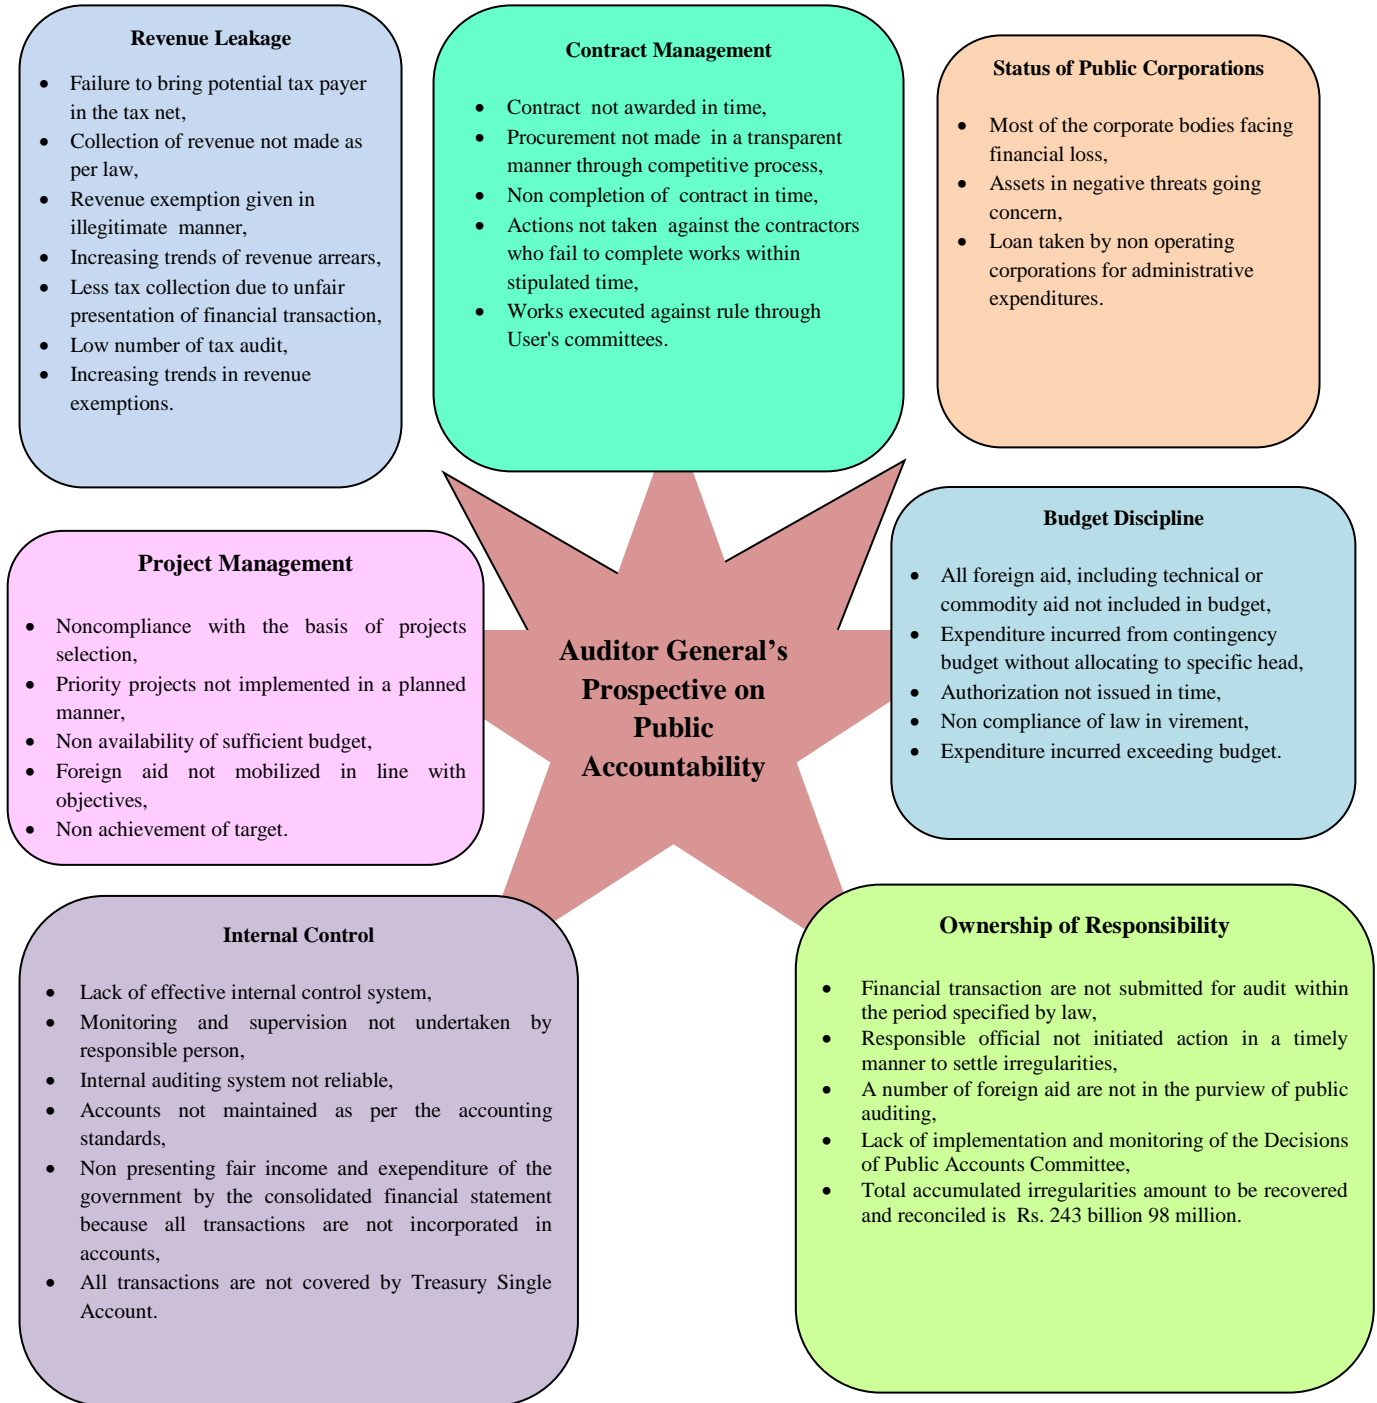 Revenue Leakage
• Failure to bring potential tax payer
in the tax net,
• Collection of revenue not made as
per law,
• Revenue exemption given in
illegitimate manner,
• Increasing trends of revenue arrears,
• Less tax collection due to unfair
presentation of financial transaction,
• Low number of tax audit,
• Increasing trends in revenue
exemptions.
Contract Management
• Contract not awarded in time,
• Procurement not made in a transparent
manner through competitive process,
• Non completion of contract in time,
• Actions not taken against the contractors
who fail to complete works within
stipulated time,
• Works executed against rule through
User's committees.
Status of Public Corporations
• Most of the corporate bodies facing
financial loss,
• Assets in negative threats going
concern,
• Loan taken by non operating
corporations for administrative
expenditures.
Project Management
• Noncompliance with the basis of projects
selection,
• Priority projects not implemented in a planned
manner,
• Non availability of sufficient budget,
• Foreign aid not mobilized in line with
objectives,
• Non achievement of target.
Auditor General’s
Prospective on
Public
Accountability
Budget Discipline
• All foreign aid, including technical or
commodity aid not included in budget,
• Expenditure incurred from contingency
budget without allocating to specific head,
• Authorization not issued in time,
• Non compliance of law in virement,
• Expenditure incurred exceeding budget.
Internal Control
• Lack of effective internal control system,
• Monitoring and supervision not undertaken by
responsible person,
• Internal auditing system not reliable,
• Accounts not maintained as per the accounting
standards,
• Non presenting fair income and exependiture of the
government by the consolidated financial statement
because all transactions are not incorporated in
accounts,
• All transactions are not covered by Treasury Single
Account.
Ownership of Responsibility
• Financial transaction are not submitted for audit within
the period specified by law,
• Responsible official not initiated action in a timely
manner to settle irregularities,
• A number of foreign aid are not in the purview of public
auditing,
• Lack of implementation and monitoring of the Decisions
of Public Accounts Committee,
• Total accumulated irregularities amount to be recovered
and reconciled is Rs. 243 billion 98 million.